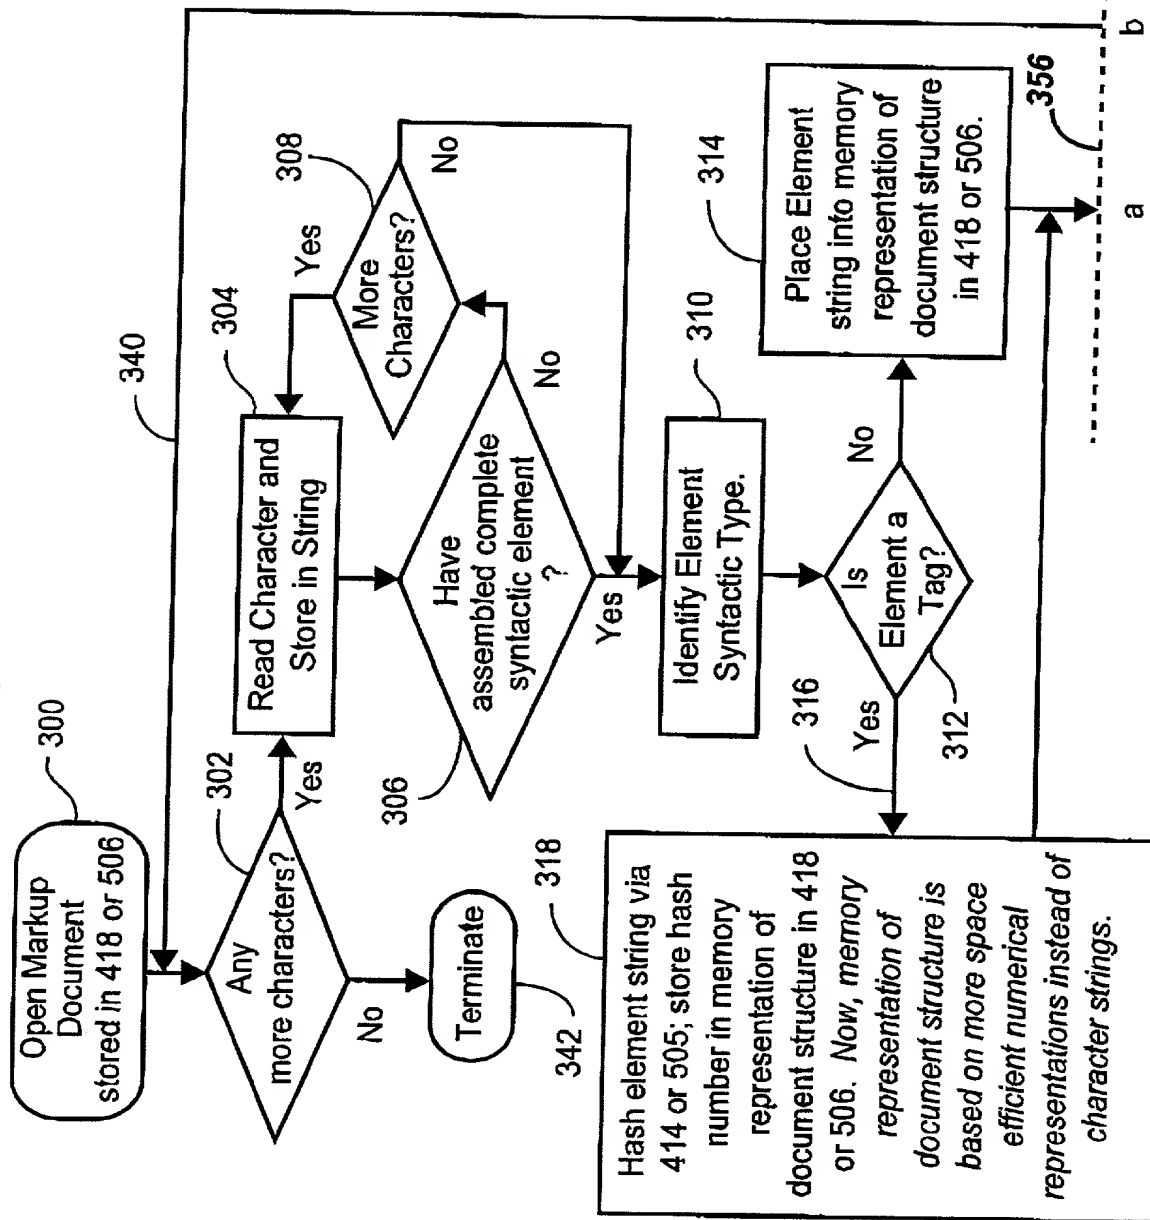 300
Open Markup
Document
stored in 418 or 506
340
302
Any
more characters?
Yes
No
Terminate
342
304
Read Character and
Store in String
308
More
Characters?
Yes
No
306
Have
assembled complete
syntactic element
?
No
Yes
310
Identify Element
Syntactic Type.
Is
Element a
Tag?
312
No
Yes
316
314
Place Element
string into memory
representation of
document structure
in 418 or 506.
318
Hash element string via
414 or 505; store hash
number in memory
representation of
document structure in 418
or 506. Now, memory
representation of
document structure is
based on more space
efficient numerical
representations instead of
character strings.
356
a
b